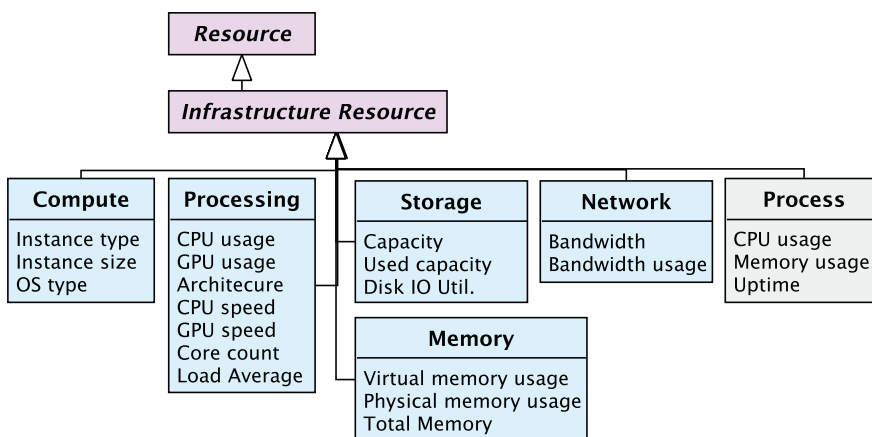 Resource
Infrastructure Resource
Compute
Instance type
Instance size
OS type
Processing
CPU usage
GPU usage
Architecure
CPU speed
GPU speed
Core count
Load Average
Storage
Capacity
Used capacity
Disk IO Util.
Network
Bandwidth
Bandwidth usage
Process
CPU usage
Memory usage
Uptime
Memory
Virtual memory usage
Physical memory usage
Total Memory